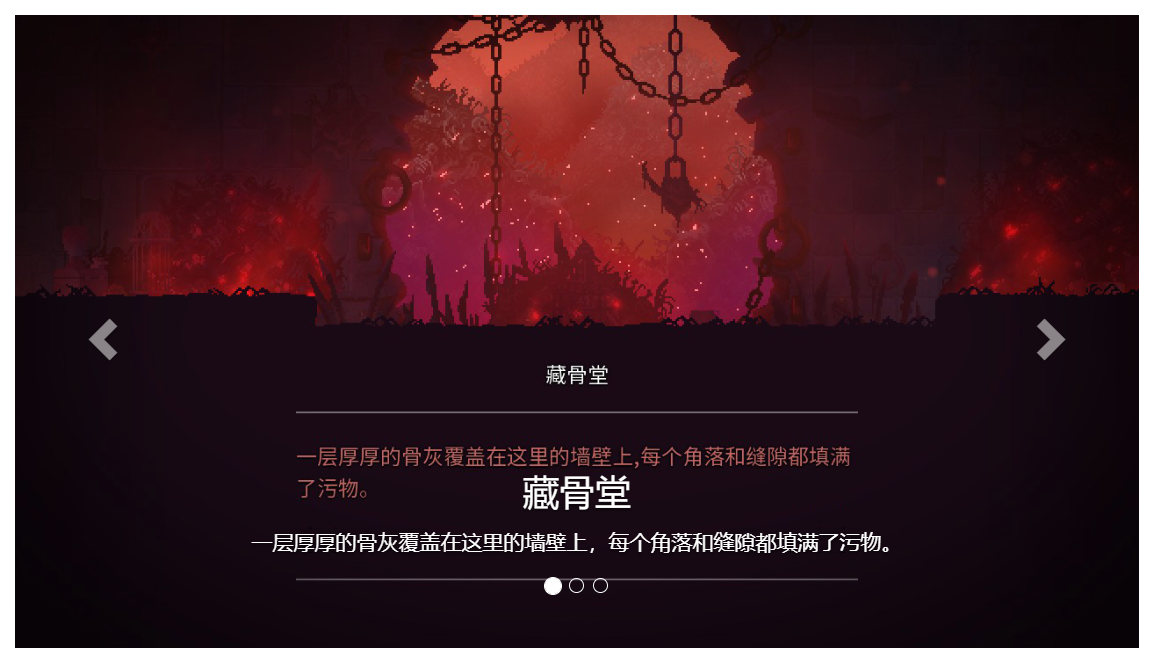 藏骨堂
一层厚厚的骨灰覆盖在这里的墙壁上,每个角落和缝隙都填满
了污物。
藏骨堂
一层厚厚的骨灰覆盖在这里的墙壁上，每个角落和缝隙都填满了污物。